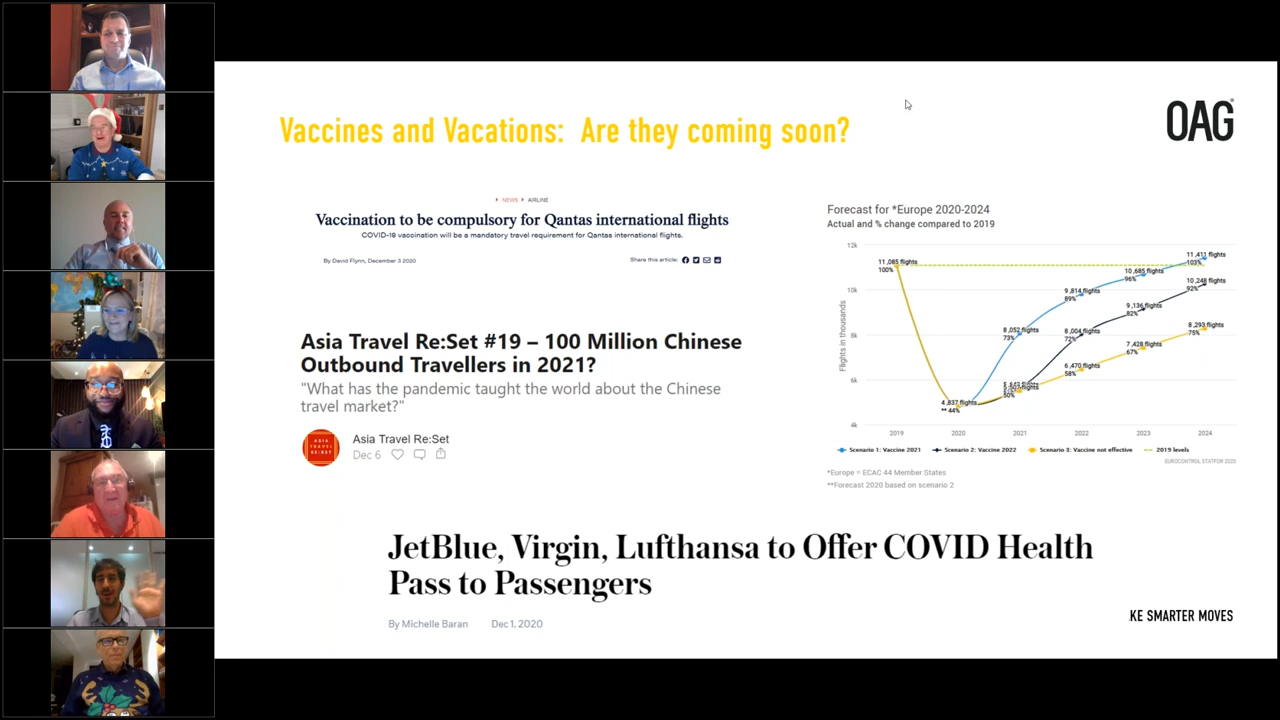 Vaccines and Vacations: Are they coming soon?
OAG
NEWS AIRLINE
Vaccination to be compulsory for Qantas international flights
COVID-19 vaccination will be a mandatory travel requirement for Qantas international flights.
By David Flynn, December 3 2020
Share this article:
Asia Travel Re:Set #19 – 100 Million Chinese
Outbound Travellers in 2021?
"What has the pandemic taught the world about the Chinese
travel market?"
ASIA
TRAVEL
RE:SET
Asia Travel Re:Set
Dec 6
Forecast for *Europe 2020-2024
Actual and % change compared to 2019
Flights in thousands
12k
10k
8k
6k
4k
11,085 flights
100%
4,837 flights
** 44%
8,052 flights
73%
50%
9,814 flights
89%
8,004 flights
72%
6,470 flights
58%
10,685 flights
96%
9,136 flights
82%
7,428 flights
67%
11,411 flights
103%
10,248 flights
92%
8,293 flights
75%
2019 2020 2021 2022 2023 2024
Scenario 1: Vaccine 2021 Scenario 2: Vaccine 2022 Scenario 3: Vaccine not effective 2019 levels
EUROCONTROL STATFOR 2020
*Europe = ECAC 44 Member States
**Forecast 2020 based on scenario 2
JetBlue, Virgin, Lufthansa to Offer COVID Health
Pass to Passengers
By Michelle Baran Dec 1, 2020
KE SMARTER MOVES